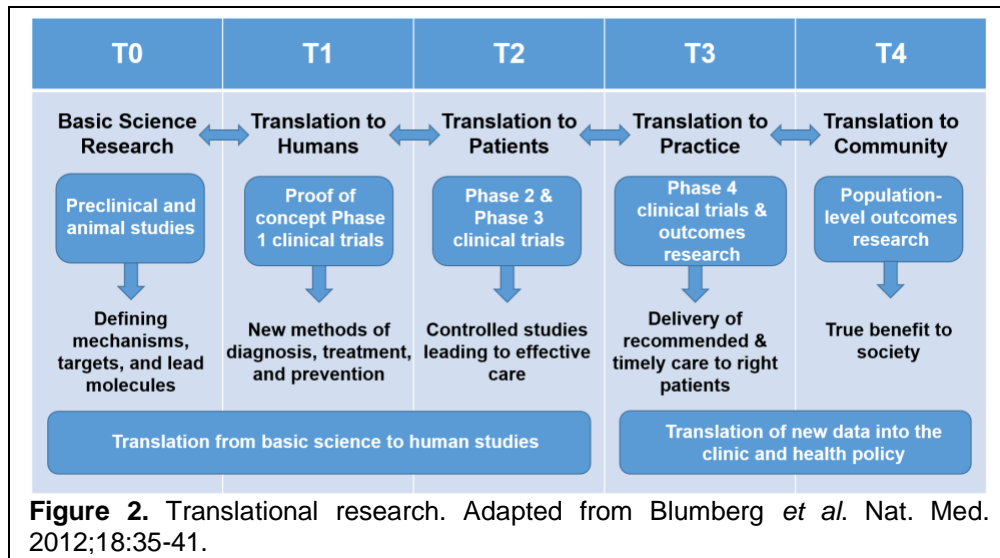 T0
T1
T2
T3
T4
Basic Science
Research
Translation to
Humans
Translation to
Patients
Translation to
Practice
Translation to
Community
Preclinical and
animal studies
Proof of
concept Phase
1 clinical trials
Phase 2 &
Phase 3
clinical trials
Phase 4
clinical trials &
outcomes
research
Population-
level outcomes
research
Defining
mechanisms,
targets, and lead
molecules
New methods of
diagnosis, treatment,
and prevention
Controlled studies
leading to effective
care
Delivery of
recommended &
timely care to right
patients
True benefit to
society
Translation from basic science to human studies
Translation of new data into the
clinic and health policy
Figure 2. Translational research. Adapted from Blumberg et al. Nat. Med.
2012;18:35-41.